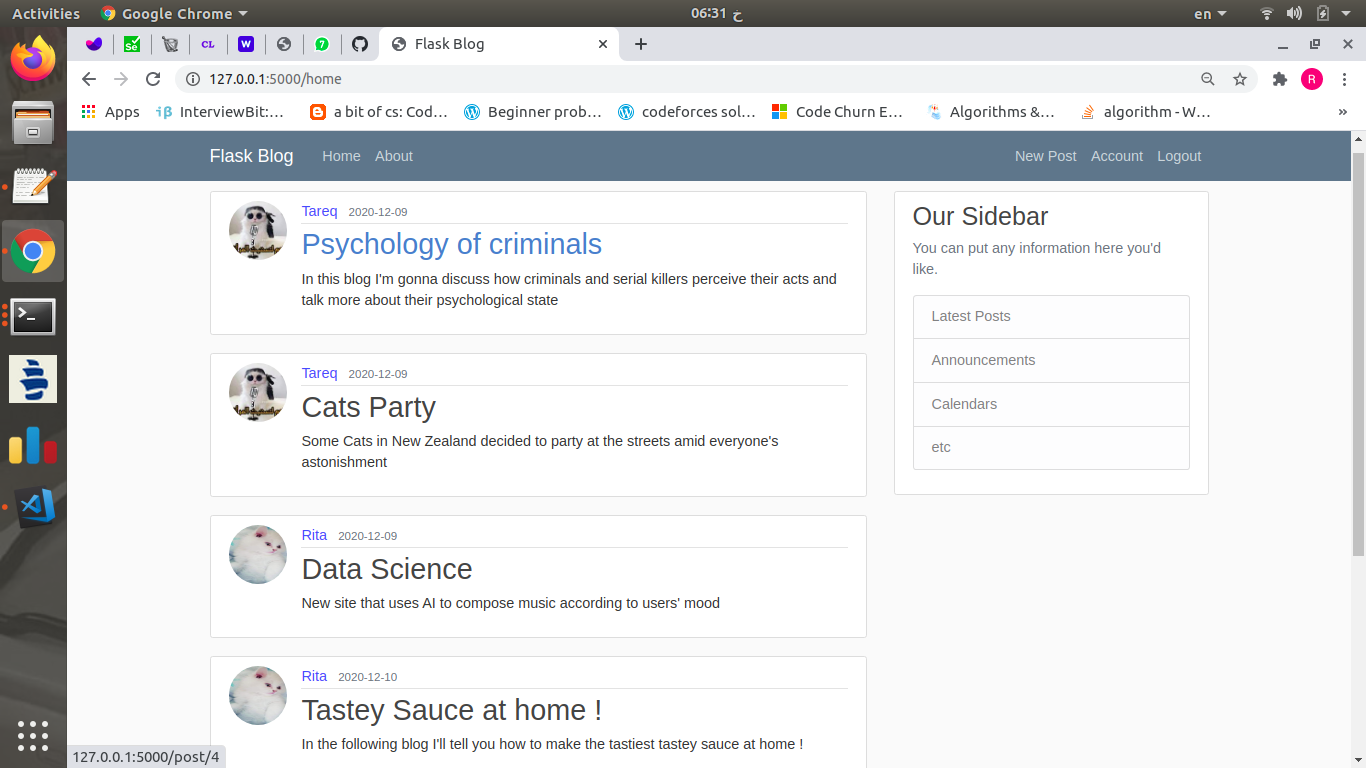 Activities
Google Chrome
06:31 ح
en
CL
W
Se
7
Flask Blog
127.0.0.1:5000/home
R
Apps
InterviewBit:…
a bit of cs: Cod…
Beginner prob…
codeforces sol…
Code Churn E…
Algorithms &…
algorithm - W…
»
Flask Blog
Home
About
New Post
Account
Logout
Tareq 2020-12-09
Psychology of criminals
In this blog I'm gonna discuss how criminals and serial killers perceive their acts and
talk more about their psychological state
Tareq 2020-12-09
Cats Party
Some Cats in New Zealand decided to party at the streets amid everyone's
astonishment
Rita 2020-12-09
Data Science
New site that uses AI to compose music according to users' mood
Rita 2020-12-10
Tastey Sauce at home !
In the following blog I'll tell you how to make the tastiest tastey sauce at home !
Our Sidebar
You can put any information here you'd
like.
Latest Posts
Announcements
Calendars
etc
127.0.0.1:5000/post/4